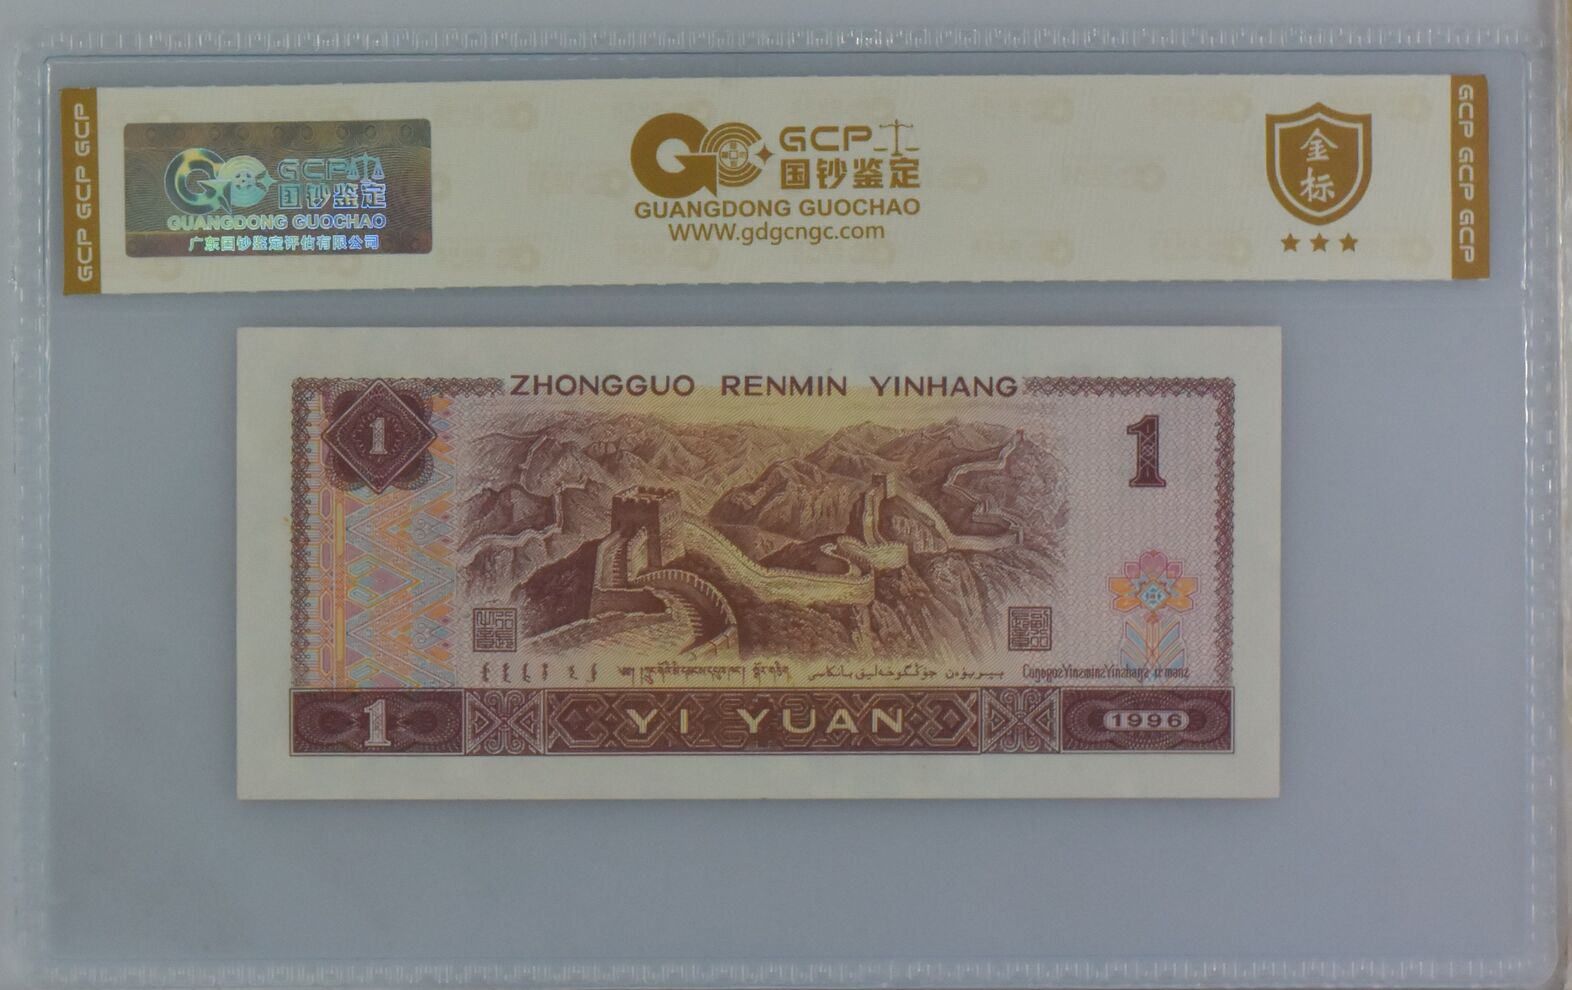 GCP GCP GCP
GCP
国钞鉴定
GUANGDONG GUOCHAO
广东国钞鉴定评估有限公司
GCP
国钞鉴定
GUANGDONG GUOCHAO
WWW.gdgcngc.com
金标
GCP GCP GCP
ZHONGGUO RENMIN YINHANG
1
1
1 YI YUAN 1996